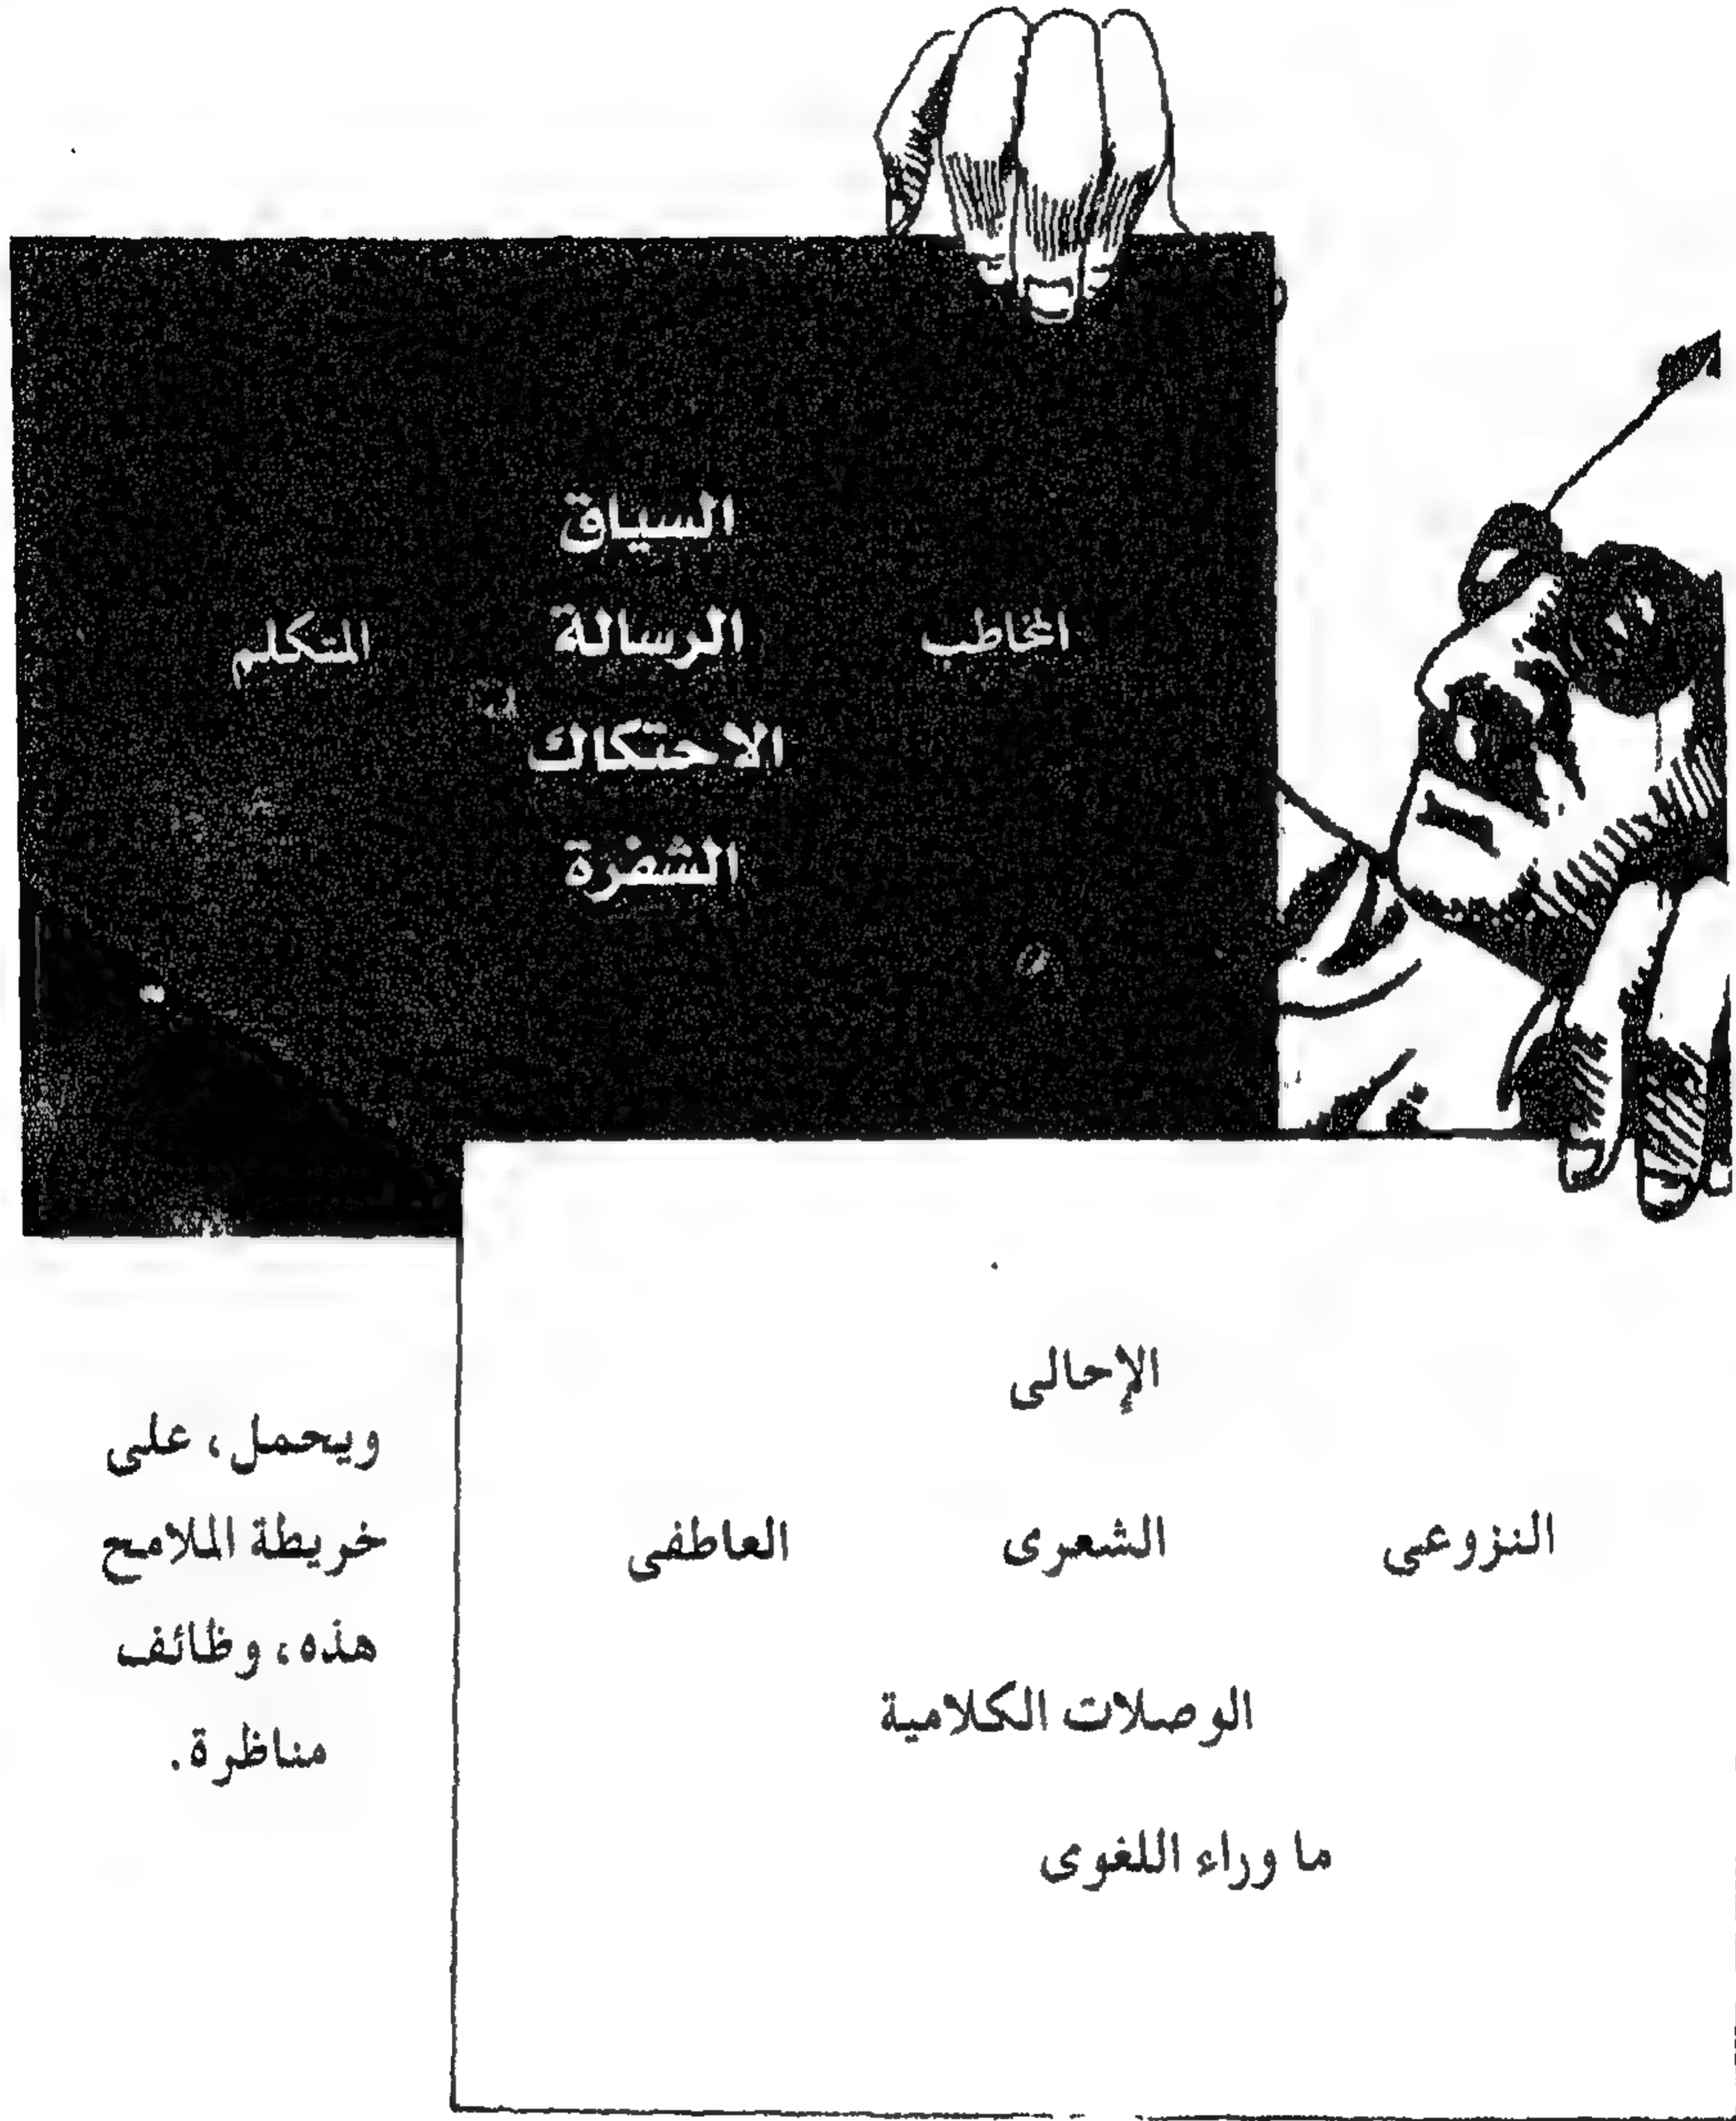 السياق
المخاطب الرسالة المتكلم
الاحتكاك
الشفرة
الإحالى
النزوعى الشعرى العاطفى
الوصلات الكلامية
ما وراء اللغوى
ويحمل، على
خريطة الملامح
هذه، وظائف
مناظرة.